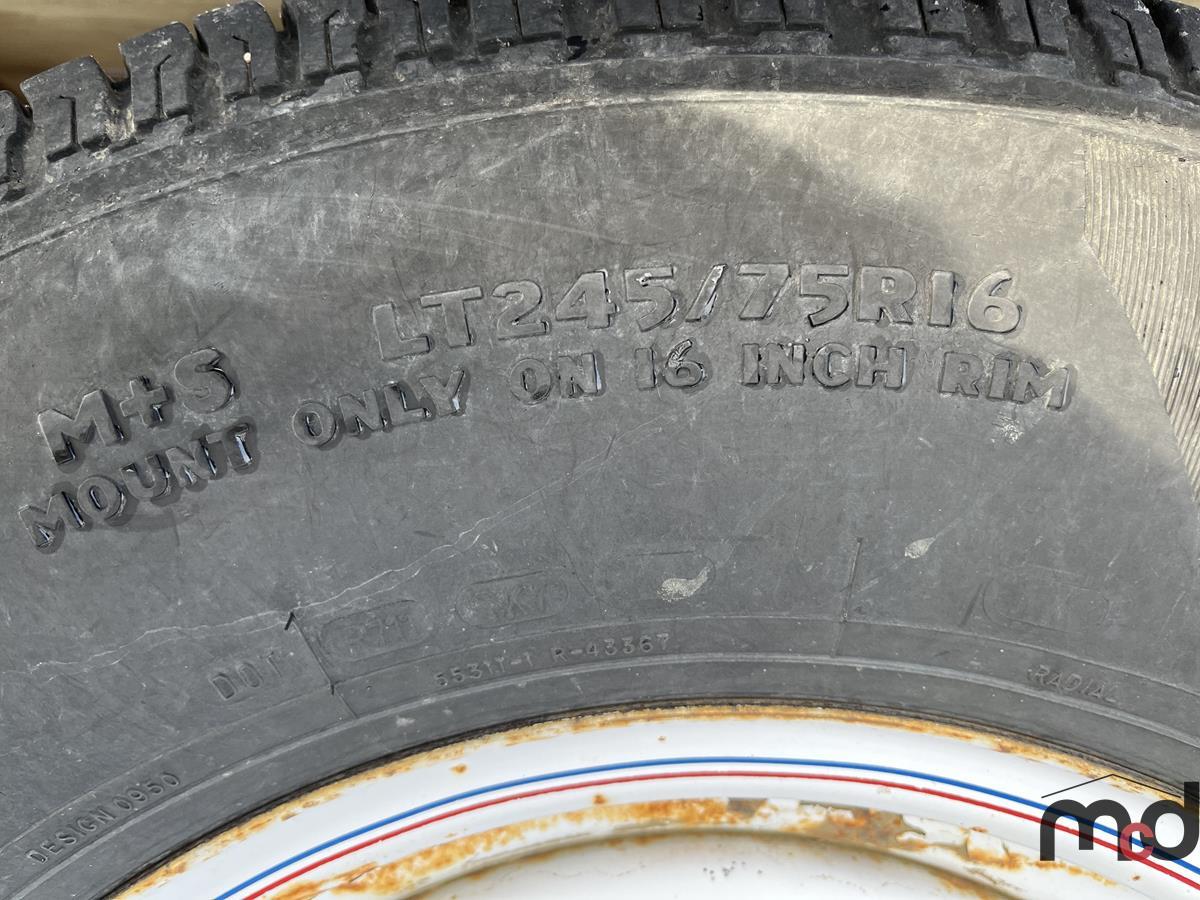 LT245/75R16
M+S
MOUNT ONLY ON 16 INCH RIM
DOT
5531Y-1 R-43367
RADIAL
DESIGN 0950
mcd